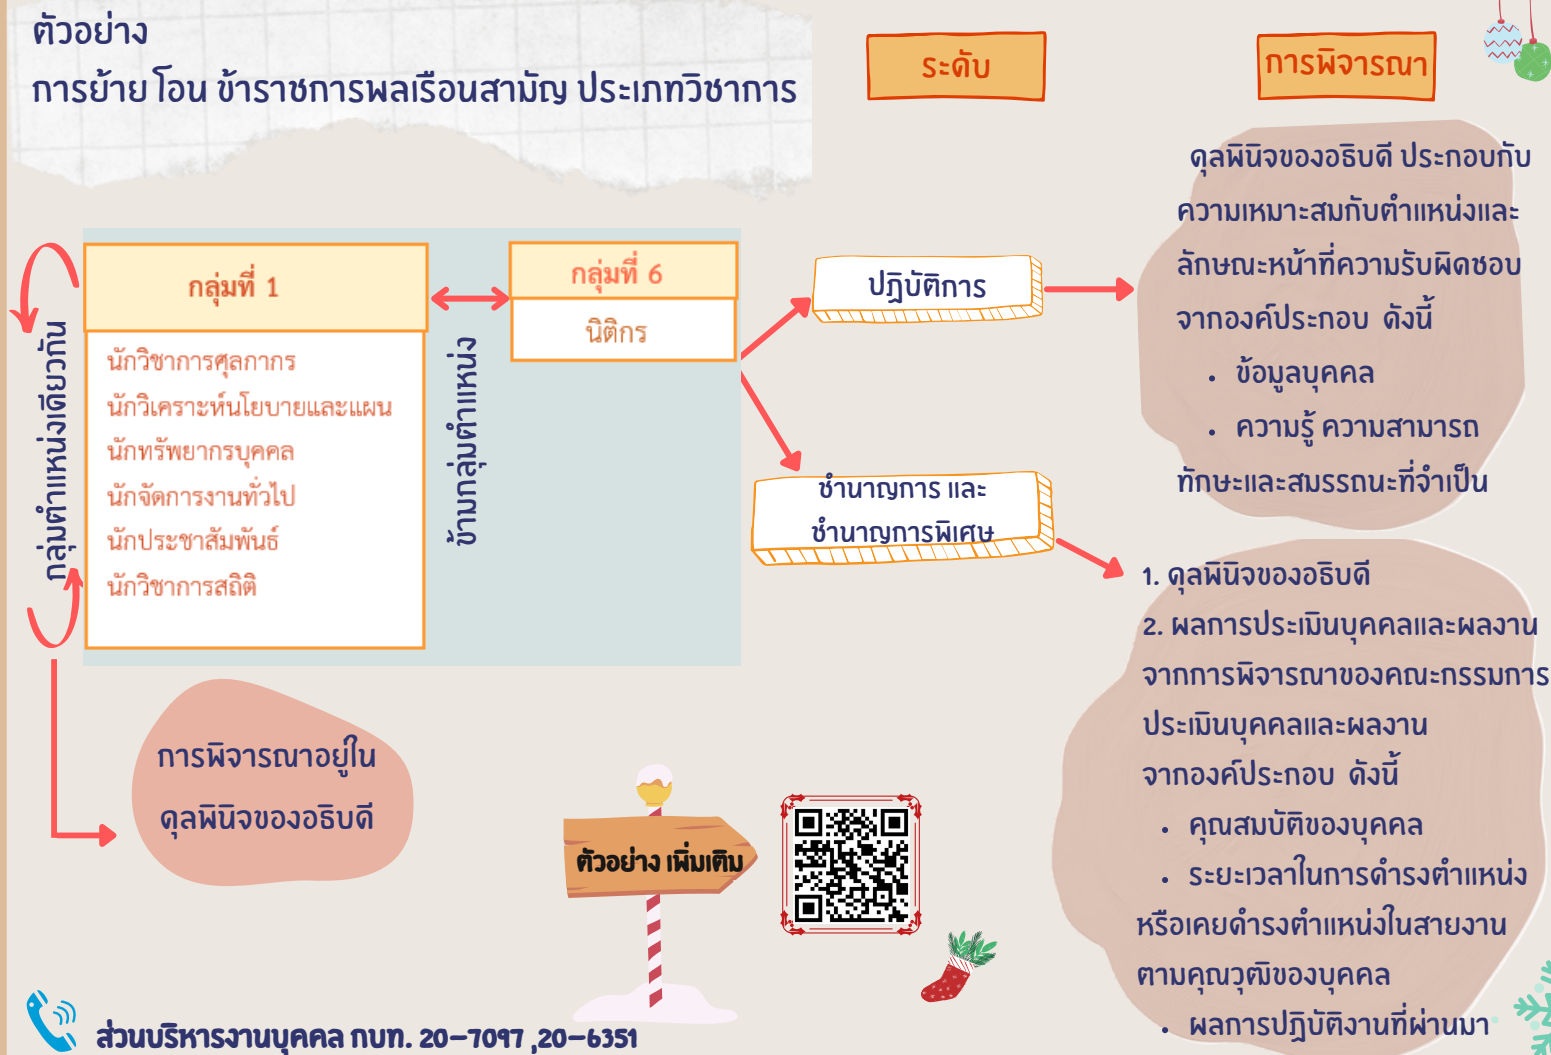 ตัวอย่าง
การย้าย โอน ข้าราชการพลเรือนสามัญ ประเภทวิชาการ
ระดับ
การพิจารณา
กลุ่มตำแหน่งเดียวกัน
กลุ่มที่ 1
นักวิชาการศุลกากร
นักวิเคราะห์นโยบายและแผน
นักทรัพยากรบุคคล
นักจัดการงานทั่วไป
นักประชาสัมพันธ์
นักวิชาการสถิติ
ข้ามกลุ่มตำแหน่ง
กลุ่มที่ 6
นิติกร
ปฎิบัติการ
ดุลพินิจของอธิบดี ประกอบกับ
ความเหมาะสมกับตำแหน่งและ
ลักษณะหน้าที่ความรับผิดชอบ
จากองค์ประกอบ ดังนี้
• ข้อมูลบุคคล
• ความรู้ ความสามารถ
ทักษะและสมรรถนะที่จำเป็น
ชำนาญการ และ
ชำนาญการพิเศษ
1. ดุลพินิจของอธิบดี
2. ผลการประเมินบุคคลและผลงาน
จากการพิจารณาของคณะกรรมการ
ประเมินบุคคลและผลงาน
จากองค์ประกอบ ดังนี้
• คุณสมบัติของบุคคล
• ระยะเวลาในการดำรงตำแหน่ง
หรือเคยดำรงตำแหน่งในสายงาน
ตามคุณวุฒิของบุคคล
• ผลการปฎิบัติงานที่ผ่านมา
การพิจารณาอยู่ใน
ดุลพินิจของอธิบดี
ตัวอย่าง เพิ่มเติม
ส่วนบริหารงานบุคคล กบท. 20-7097 ,20-6351